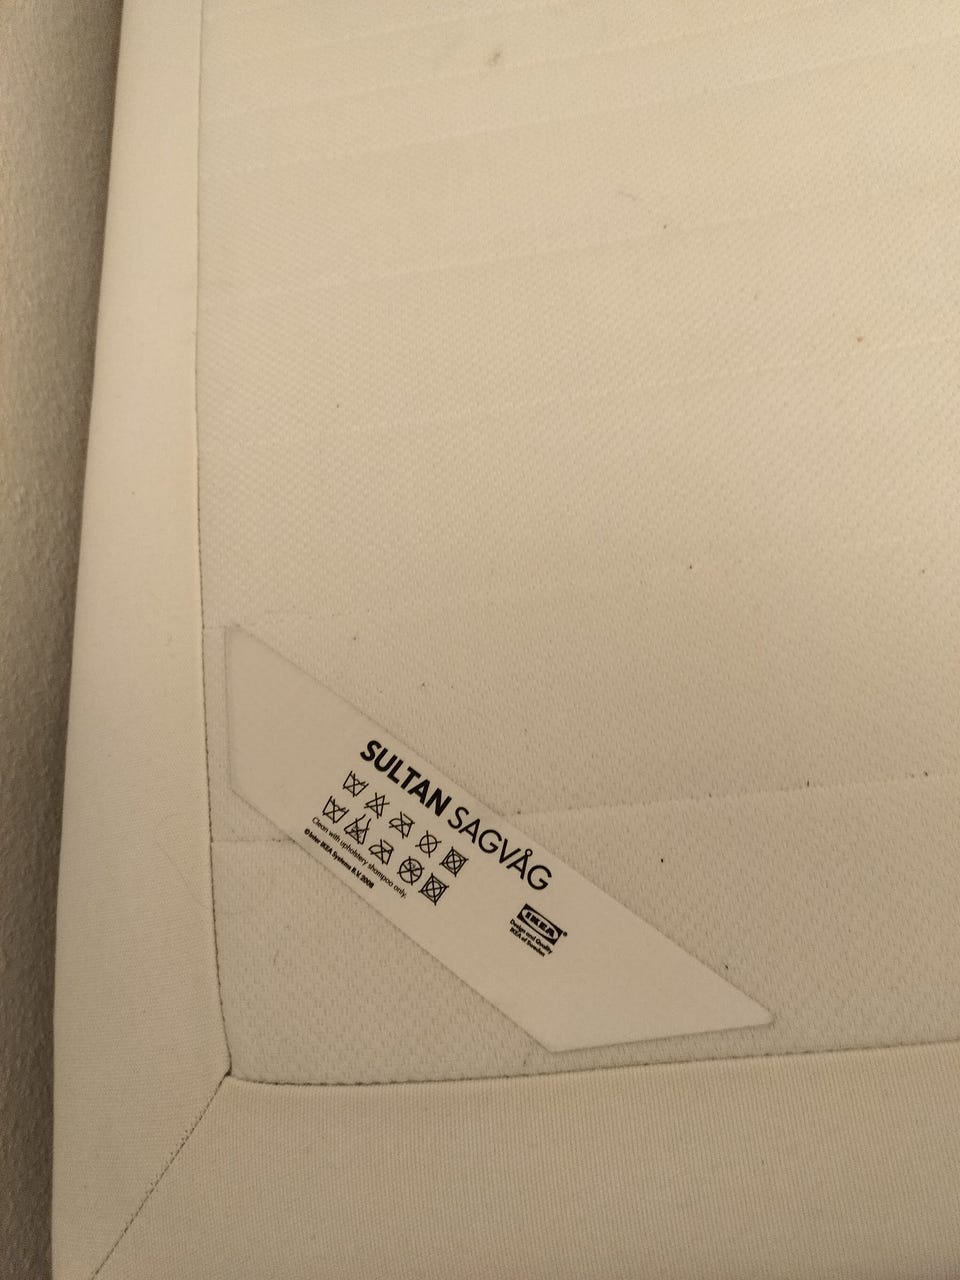 SULTAN SAGVÅG
Clean with upholstery shampoo only.
© Inter IKEA Systems B.V. 2008
IKEA®
Design and Quality
IKEA of Sweden